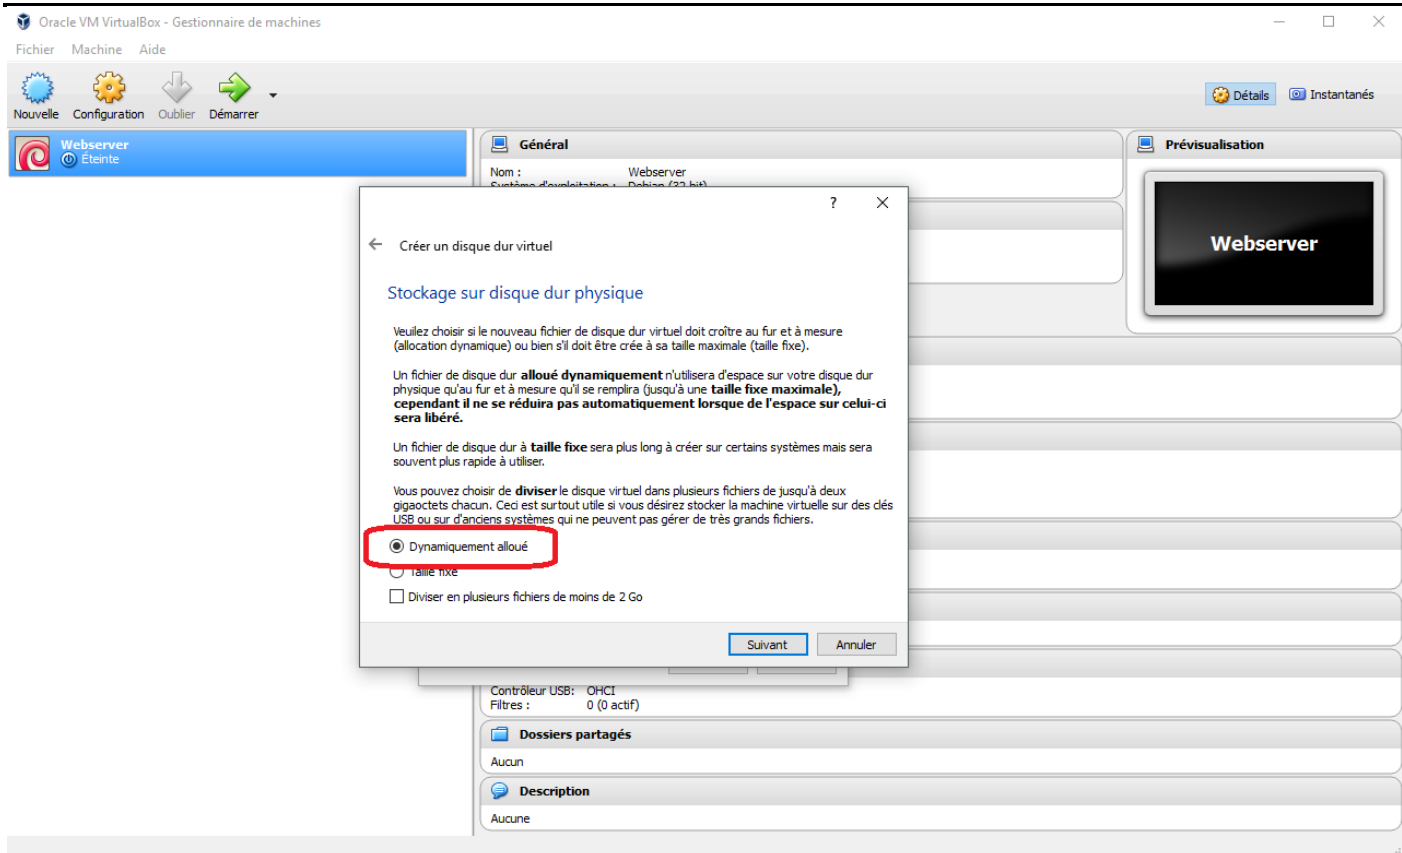 Oracle VM VirtualBox - Gestionnaire de machines
Fichier Machine Aide
Nouvelle Configuration Oublier Démarrer
Détails Instantanés
Webserver
Éteinte
Général
Nom : Webserver
Système d'exploitation : Debian (32 bit)
Prévisualisation
Webserver
?
Créer un disque dur virtuel
Stockage sur disque dur physique
Veuilez choisir si le nouveau fichier de disque dur virtuel doit croître au fur et à mesure
(allocation dynamique) ou bien s'il doit être crée à sa taille maximale (taille fixe).
Un fichier de disque dur alloué dynamiquement n'utilisera d'espace sur votre disque dur
physique qu'au fur et à mesure qu'il se remplira (jusqu'à une taille fixe maximale),
cependant il ne se réduira pas automatiquement lorsque de l'espace sur celui-ci
sera libéré.
Un fichier de disque dur à taille fixe sera plus long à créer sur certains systèmes mais sera
souvent plus rapide à utiliser.
Vous pouvez choisir de diviser le disque virtuel dans plusieurs fichiers de jusqu'à deux
gigaoctets chacun. Ceci est surtout utile si vous désirez stocker la machine virtuelle sur des clés
USB ou sur d'anciens systèmes qui ne peuvent pas gérer de très grands fichiers.
Dynamiquement alloué
Taille fixe
Diviser en plusieurs fichiers de moins de 2 Go
Suivant Annuler
Contrôleur USB: OHCI
Filtres : 0 (0 actif)
Dossiers partagés
Aucun
Description
Aucune